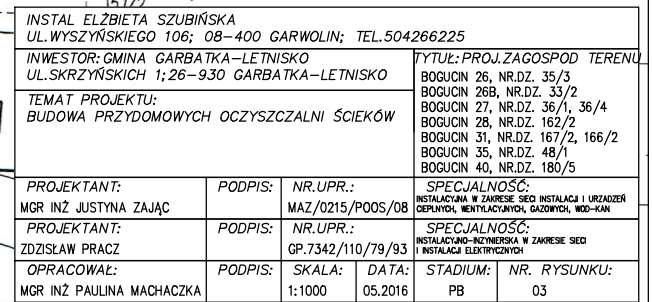 INSTAL ELŻBIETA SZUBIŃSKA
UL.WYSZYŃSKIEGO 106; 08-400 GARWOLIN; TEL.504266225
INWESTOR: GMINA GARBATKA-LETNISKO
UL.SKRZYŃSKICH 1;26-930 GARBATKA-LETNISKO
TYTUŁ: PROJ.ZAGOSPOD TERENU
BOGUCIN 26, NR.DZ. 35/3
BOGUCIN 26B, NR.DZ. 33/2
BOGUCIN 27, NR.DZ. 36/1, 36/4
BOGUCIN 28, NR.DZ. 162/2
BOGUCIN 31, NR.DZ. 167/2, 166/2
BOGUCIN 35, NR.DZ. 48/1
BOGUCIN 40, NR.DZ. 180/5
TEMAT PROJEKTU:
BUDOWA PRZYDOMOWYCH OCZYSZCZALNI ŚCIEKÓW
PROJEKTANT: PODPIS: NR.UPR.: SPECJALNOŚĆ:
MGR INŻ JUSTYNA ZAJĄC MAZ/0215/POOS/08 INSTALACYJNA W ZAKRESIE SIECI INSTALACJI I URZĄDZEŃ
CIEPLNYCH, WENTYLACYJNYCH, GAZOWYCH, WOD-KAN
PROJEKTANT: PODPIS: NR.UPR.: SPECJALNOŚĆ:
ZDZISŁAW PRACZ GP.7342/110/79/93 INSTALACYJNO-INŻYNIERSKA W ZAKRESIE SIECI
I INSTALACJI ELEKTRYCZNYCH
OPRACOWAŁ: PODPIS: SKALA: DATA: STADIUM: NR. RYSUNKU:
MGR INŻ PAULINA MACHACZKA 1:1000 05.2016 PB 03